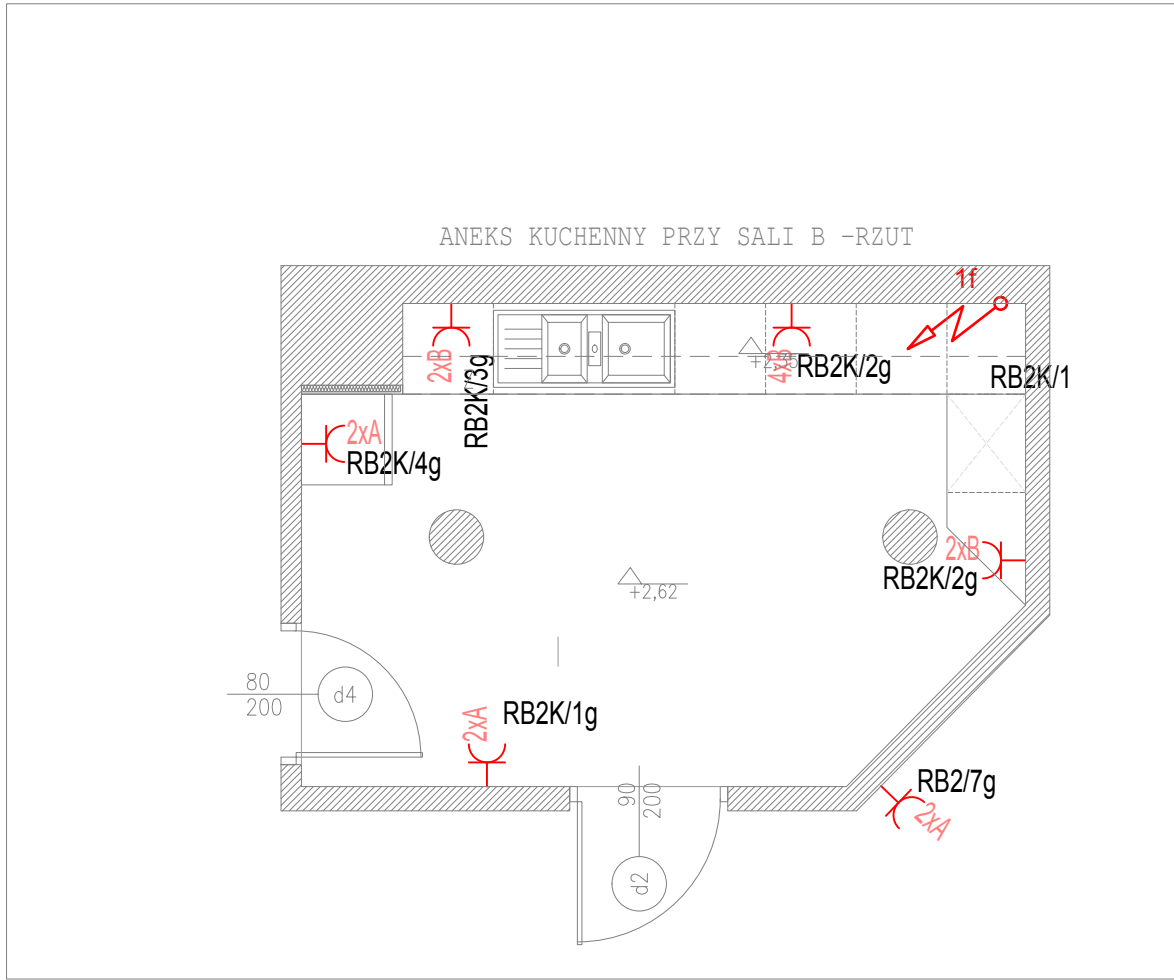 ANEKS KUCHENNY PRZY SALI B –RZUT
1f
2xB
RB2K/3g
4xB
RB2K/2g
RB2K/1
2xA
RB2K/4g
2xB
RB2K/2g
+2,62
80
200
d4
2xA
RB2K/1g
90
200
d2
RB2/7g
2xA